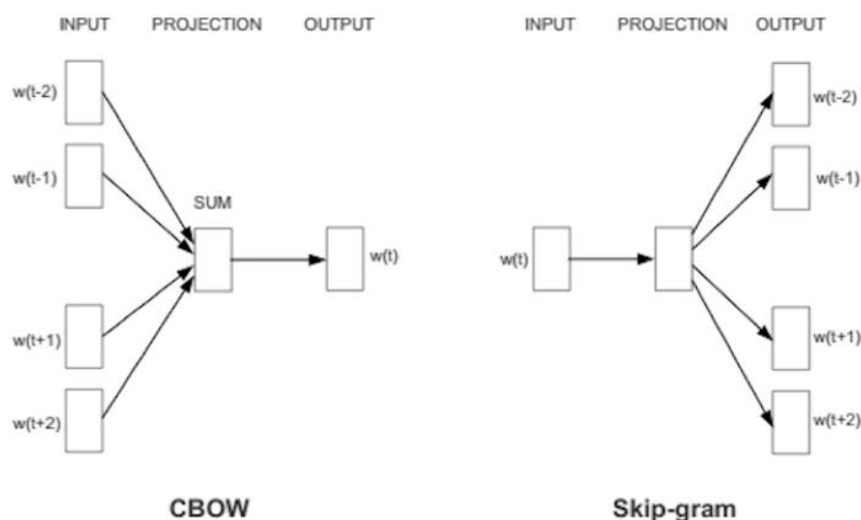 INPUT PROJECTION OUTPUT
w(t-2)
w(t-1)
SUM
w(t)
w(t+1)
w(t+2)
CBOW
INPUT PROJECTION OUTPUT
w(t-2)
w(t-1)
w(t)
w(t+1)
w(t+2)
Skip-gram